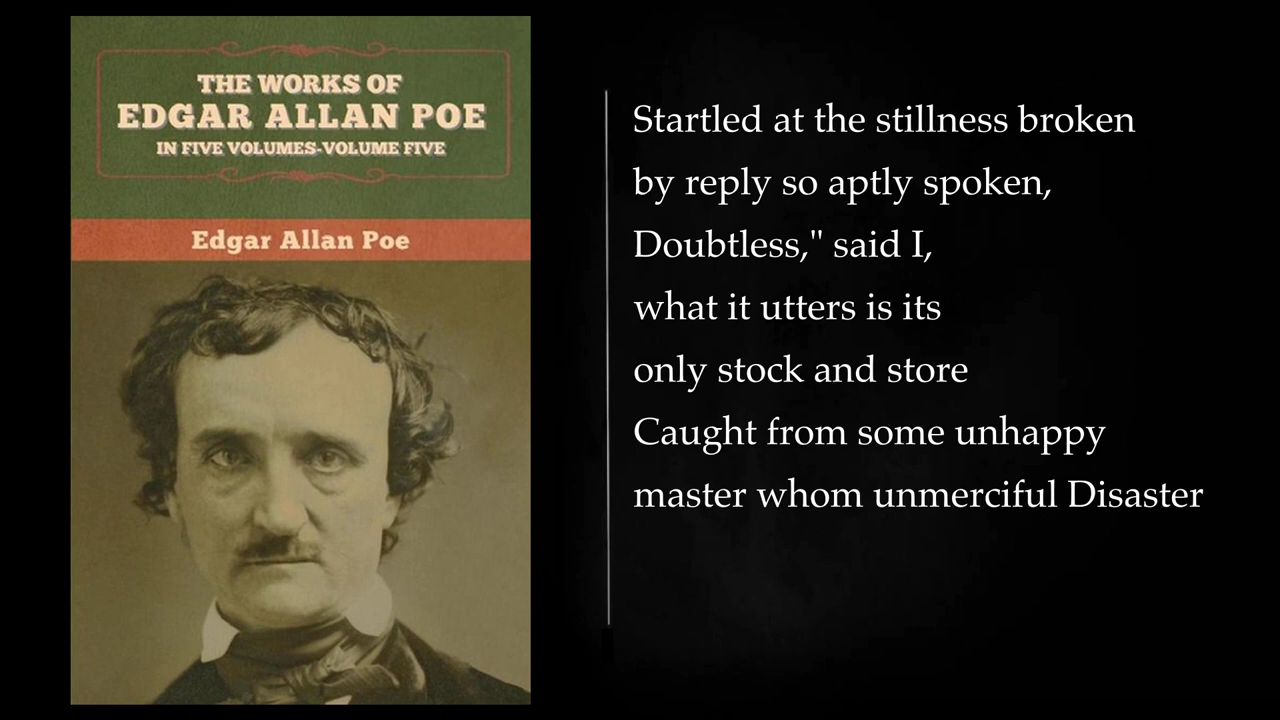 THE WORKS OF
EDGAR ALLAN POE
IN FIVE VOLUMES-VOLUME FIVE
Edgar Allan Poe
Startled at the stillness broken
by reply so aptly spoken,
Doubtless," said I,
what it utters is its
only stock and store
Caught from some unhappy
master whom unmerciful Disaster